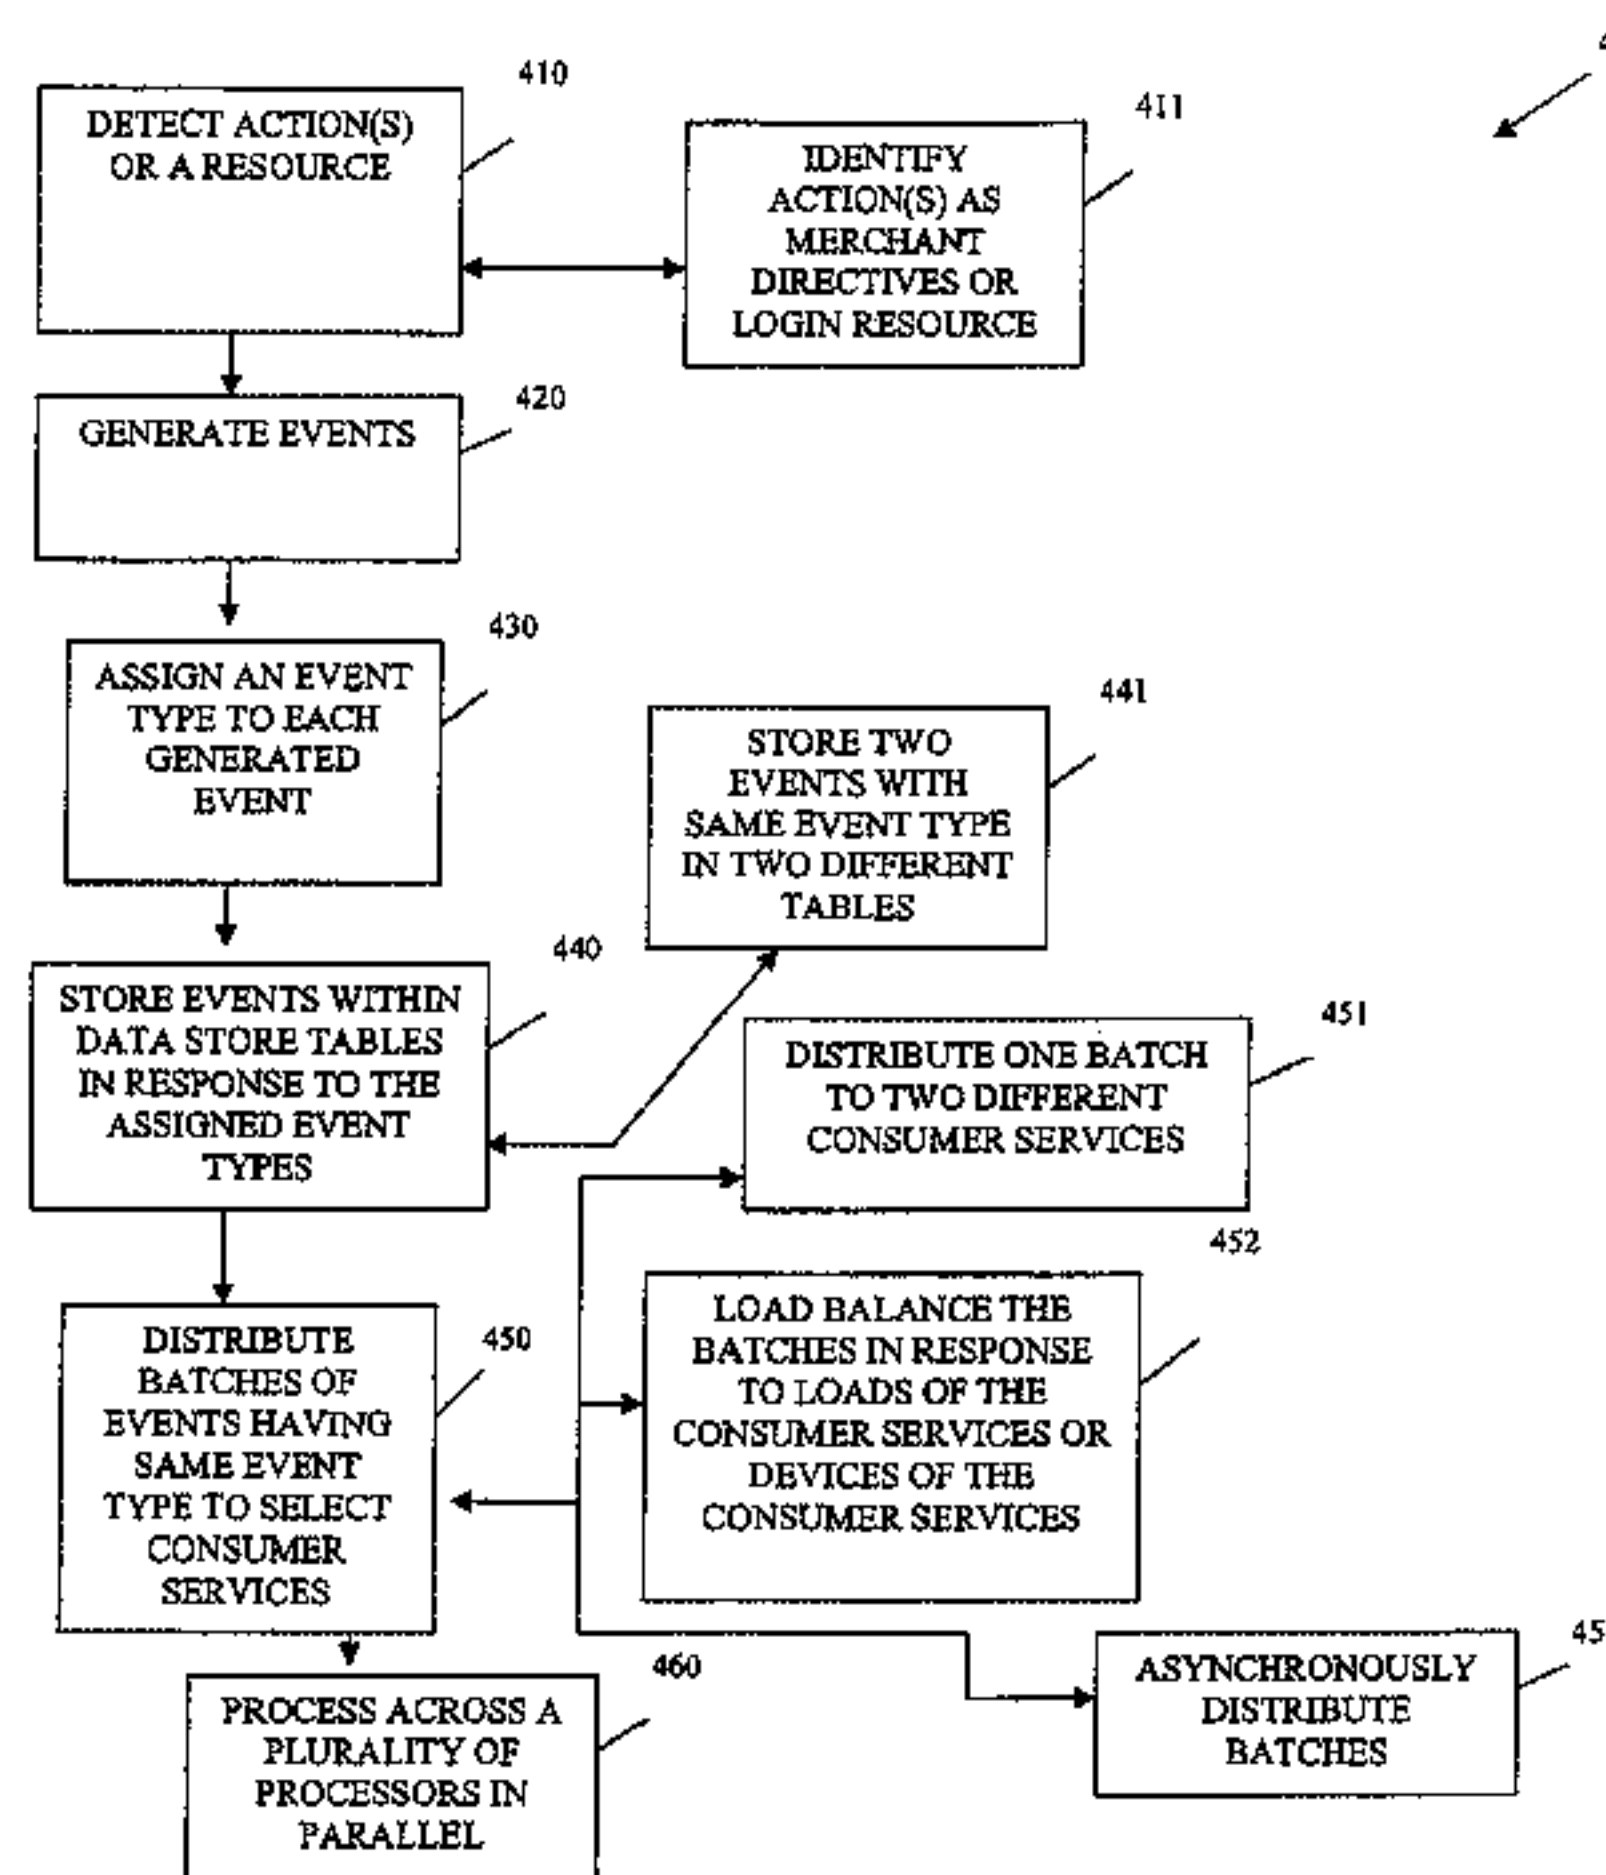 410
DETECT ACTION(S)
OR A RESOURCE
411
IDENTIFY
ACTION(S) AS
MERCHANT
DIRECTIVES OR
LOGIN RESOURCE
420
GENERATE EVENTS
430
ASSIGN AN EVENT
TYPE TO EACH
GENERATED
EVENT
441
STORE TWO
EVENTS WITH
SAME EVENT TYPE
IN TWO DIFFERENT
TABLES
440
STORE EVENTS WITHIN
DATA STORE TABLES
IN RESPONSE TO THE
ASSIGNED EVENT
TYPES
451
DISTRIBUTE ONE BATCH
TO TWO DIFFERENT
CONSUMER SERVICES
452
LOAD BALANCE THE
BATCHES IN RESPONSE
TO LOADS OF THE
CONSUMER SERVICES OR
DEVICES OF THE
CONSUMER SERVICES
450
DISTRIBUTE
BATCHES OF
EVENTS HAVING
SAME EVENT
TYPE TO SELECT
CONSUMER
SERVICES
45
ASYNCHRONOUSLY
DISTRIBUTE
BATCHES
460
PROCESS ACROSS A
PLURALITY OF
PROCESSORS IN
PARALLEL